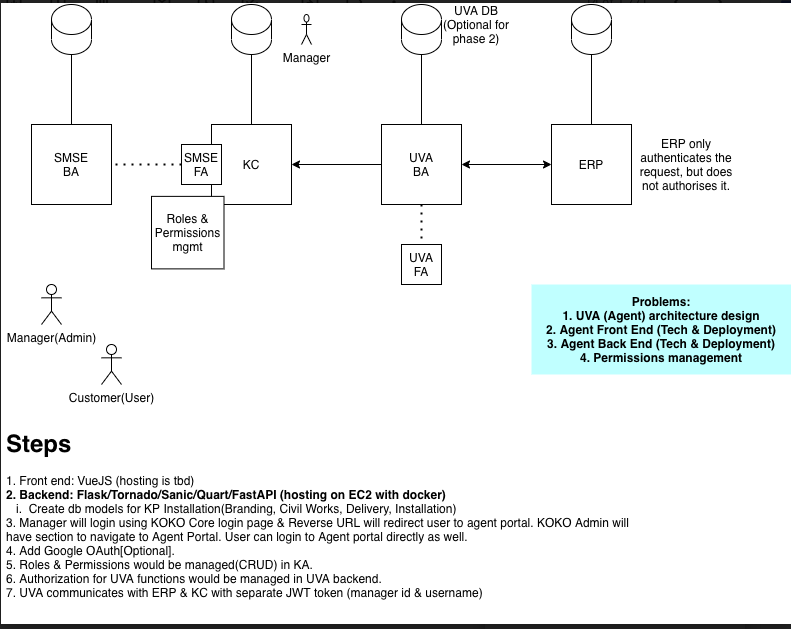 UVA DB
(Optional for
phase 2)
Manager
SMSE
BA
SMSE
FA
KC
UVA
BA
ERP
ERP only
authenticates the
request, but does
not authorises it.
Roles &
Permissions
mgmt
UVA
FA
Manager(Admin)
Customer(User)
Problems:
1. UVA (Agent) architecture design
2. Agent Front End (Tech & Deployment)
3. Agent Back End (Tech & Deployment)
4. Permissions management
Steps
1. Front end: VueJS (hosting is tbd)
2. Backend: Flask/Tornado/Sanic/Quart/FastAPI (hosting on EC2 with docker)
i. Create db models for KP Installation(Branding, Civil Works, Delivery, Installation)
3. Manager will login using KOKO Core login page & Reverse URL will redirect user to agent portal. KOKO Admin will
have section to navigate to Agent Portal. User can login to Agent portal directly as well.
4. Add Google OAuth[Optional].
5. Roles & Permissions would be managed(CRUD) in KA.
6. Authorization for UVA functions would be managed in UVA backend.
7. UVA communicates with ERP & KC with separate JWT token (manager id & username)